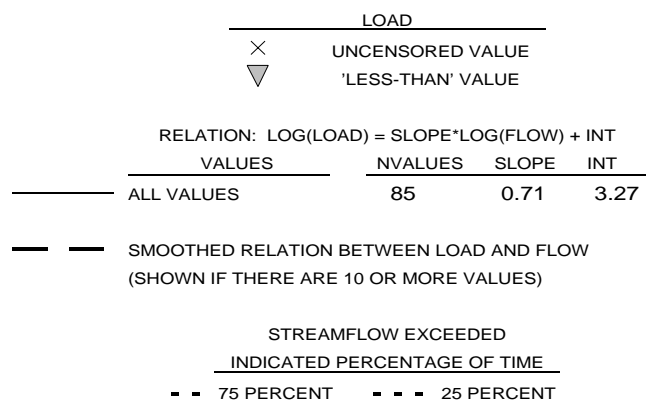 LOAD
UNCENSORED VALUE
'LESS-THAN' VALUE
RELATION: LOG(LOAD) = SLOPE*LOG(FLOW) + INT
VALUES NVALUES SLOPE INT
ALL VALUES 85 0.71 3.27
SMOOTHED RELATION BETWEEN LOAD AND FLOW
(SHOWN IF THERE ARE 10 OR MORE VALUES)
STREAMFLOW EXCEEDED
INDICATED PERCENTAGE OF TIME
75 PERCENT 25 PERCENT